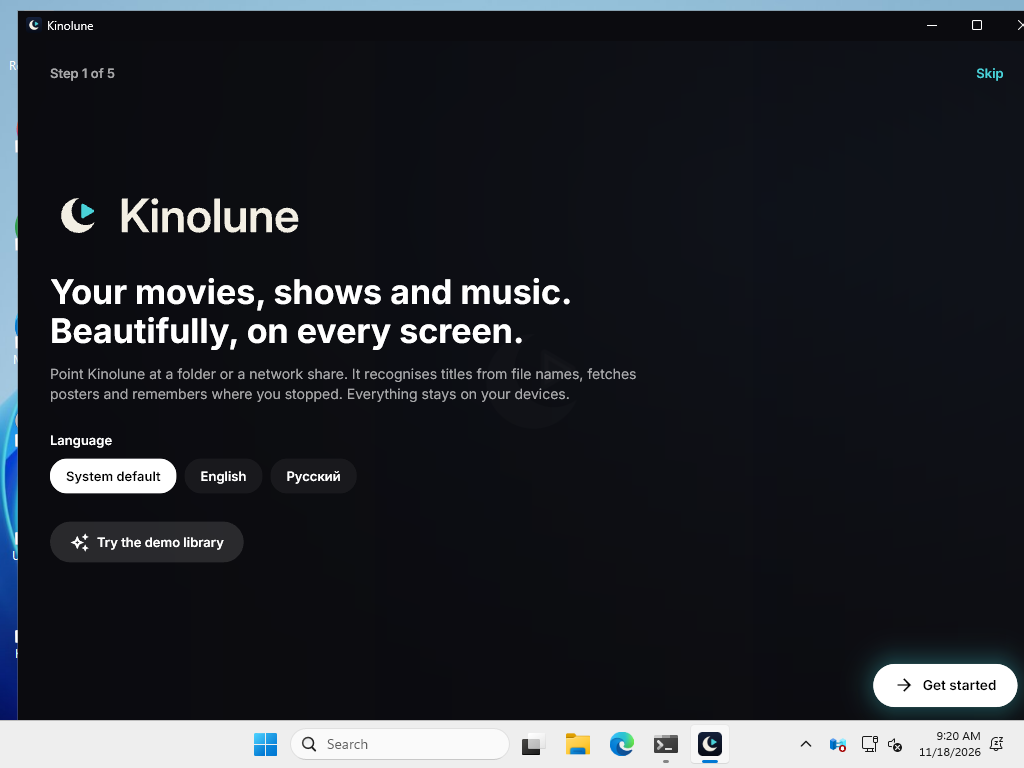 Kinolune
Step 1 of 5
Skip
Kinolune
Your movies, shows and music.
Beautifully, on every screen.
Point Kinolune at a folder or a network share. It recognises titles from file names, fetches
posters and remembers where you stopped. Everything stays on your devices.
Language
System default
English
Русский
Try the demo library
Get started
Search
9:20 AM
11/18/2026